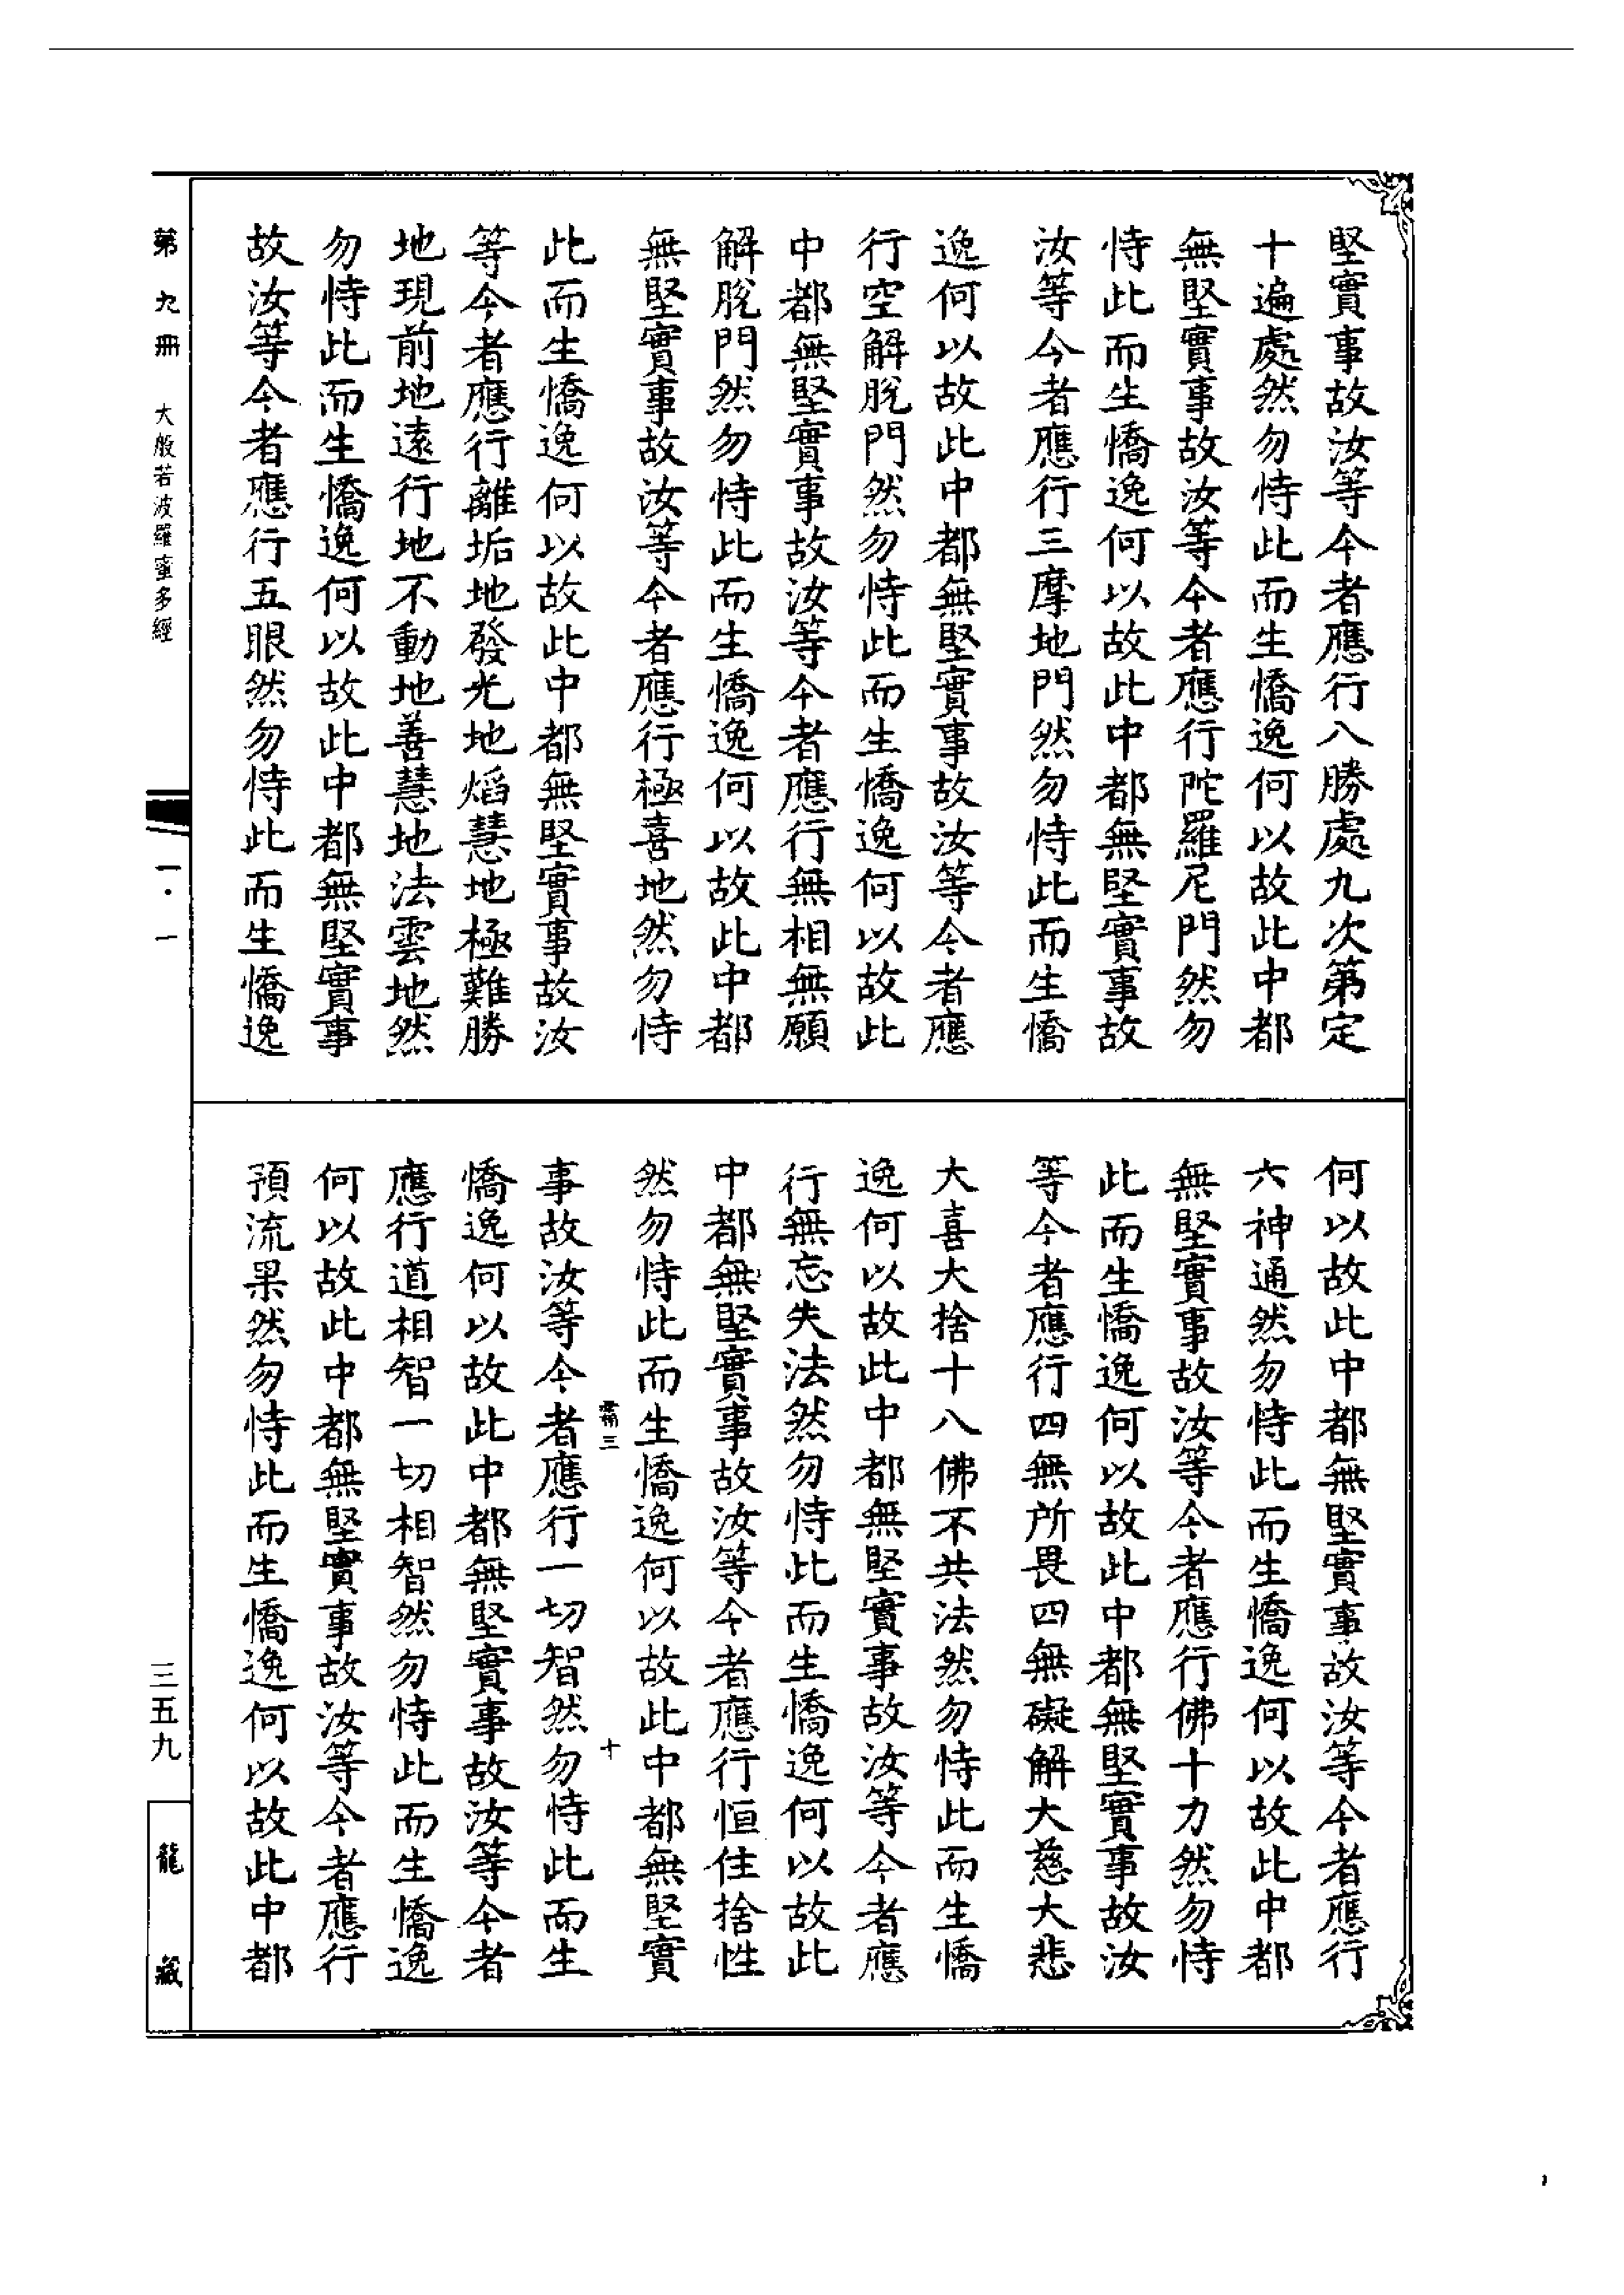 堅實事故汝等今者應行八勝處九次第定
十遍處然勿恃此而生憍逸何以故此中都
無堅實事故汝等今者應行陀羅尼門然勿
恃此而生憍逸何以故此中都無堅實事故
汝等今者應行三摩地門然勿恃此而生憍
逸何以故此中都無堅實事故汝等今者應
行空解脫門然勿恃此而生憍逸何以故此
中都無堅實事故汝等今者應行無相無願
解脫門然勿恃此而生憍逸何以故此中都
無堅實事故汝等今者應行極喜地然勿恃
此而生憍逸何以故此中都無堅實事故汝
等今者應行離垢地發光地焰慧地極難勝
地現前地遠行地不動地善慧地法雲地然
勿恃此而生憍逸何以故此中都無堅實事
故汝等今者應行五眼然勿恃此而生憍逸
何以故此中都無堅實事故汝等今者應行
六神通然勿恃此而生憍逸何以故此中都
無堅實事故汝等今者應行佛十力然勿恃
此而生憍逸何以故此中都無堅實事故汝
等今者應行四無所畏四無礙解大慈大悲
大喜大捨十八佛不共法然勿恃此而生憍
逸何以故此中都無堅實事故汝等今者應
行無忘失法然勿恃此而生憍逸何以故此
中都無堅實事故汝等今者應行恒住捨性
然勿恃此而生憍逸何以故此中都無堅實
三 十
事故汝等今者應行一切智然勿恃此而生
憍逸何以故此中都無堅實事故汝等今者
應行道相智一切相智然勿恃此而生憍逸
何以故此中都無堅實事故汝等今者應行
預流果然勿恃此而生憍逸何以故此中都
第九冊 大般若波羅蜜多經
一·一
三五九
龍藏